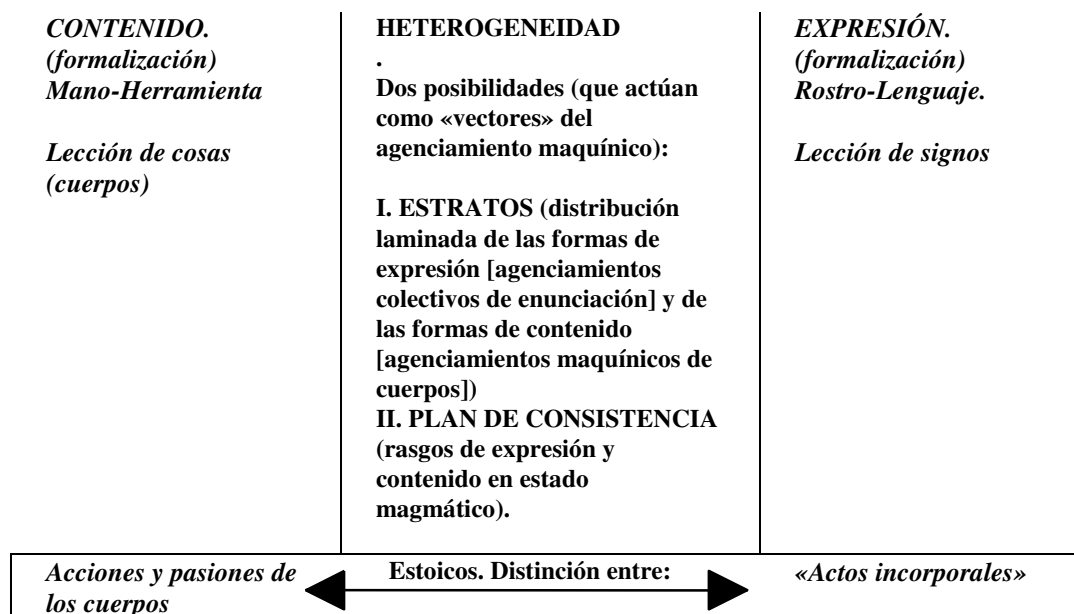 CONTENIDO.
(formalización)
Mano-Herramienta
Lección de cosas
(cuerpos)
HETEROGENEIDAD
.
Dos posibilidades (que actúan
como «vectores» del
agenciamiento maquínico):
I. ESTRATOS (distribución
laminada de las formas de
expresión [agenciamientos
colectivos de enunciación] y de
las formas de contenido
[agenciamientos maquínicos de
cuerpos])
II. PLAN DE CONSISTENCIA
(rasgos de expresión y
contenido en estado
magmático).
EXPRESIÓN.
(formalización)
Rostro-Lenguaje.
Lección de signos
Acciones y pasiones de
los cuerpos
Estoicos. Distinción entre:
«Actos incorporales»